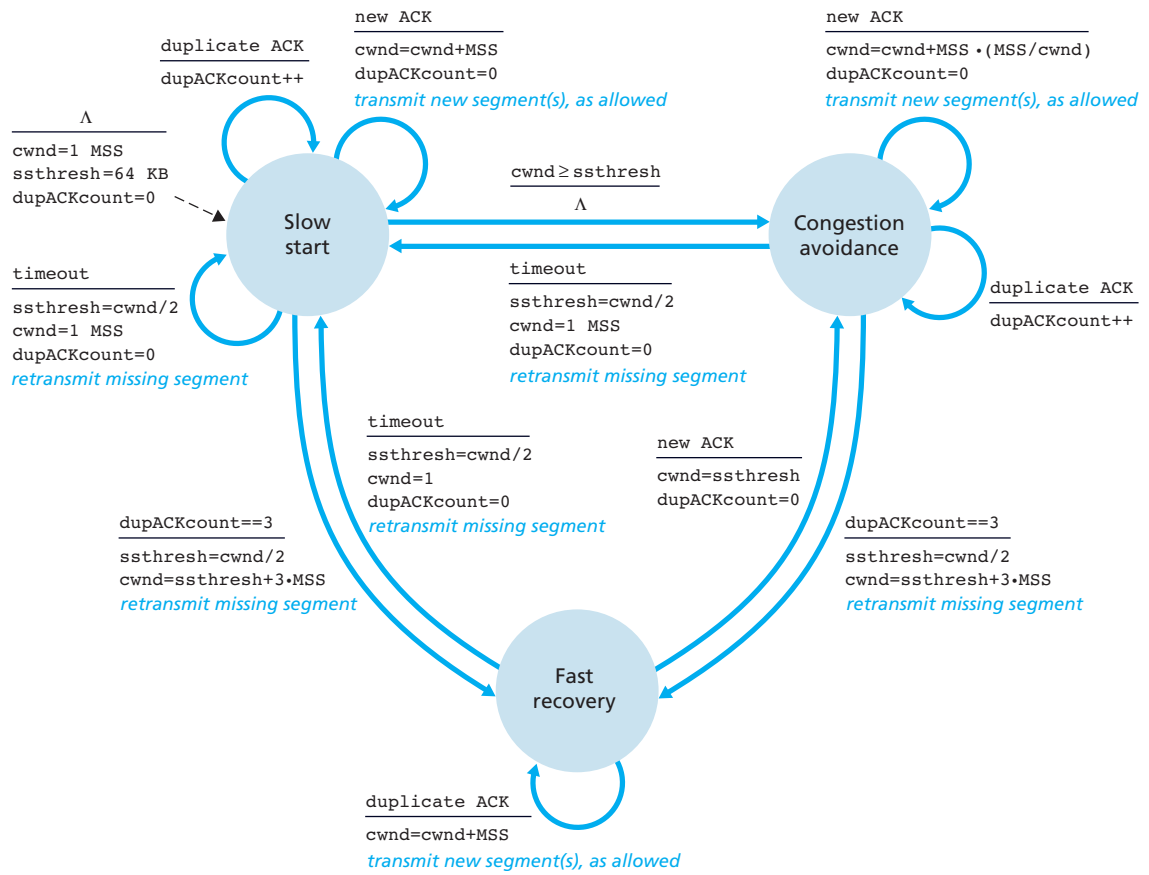 new ACK
cwnd=cwnd+MSS
dupACKcount=0
transmit new segment(s), as allowed
new ACK
cwnd=cwnd+MSS •(MSS/cwnd)
dupACKcount=0
transmit new segment(s), as allowed
duplicate ACK
dupACKcount++
Λ
cwnd=1 MSS
ssthresh=64 KB
dupACKcount=0
cwnd≥ssthresh
Λ
Slow
start
Congestion
avoidance
timeout
ssthresh=cwnd/2
cwnd=1 MSS
dupACKcount=0
retransmit missing segment
timeout
ssthresh=cwnd/2
cwnd=1 MSS
dupACKcount=0
retransmit missing segment
duplicate ACK
dupACKcount++
timeout
ssthresh=cwnd/2
cwnd=1
dupACKcount=0
retransmit missing segment
new ACK
cwnd=ssthresh
dupACKcount=0
dupACKcount==3
ssthresh=cwnd/2
cwnd=ssthresh+3•MSS
retransmit missing segment
dupACKcount==3
ssthresh=cwnd/2
cwnd=ssthresh+3•MSS
retransmit missing segment
Fast
recovery
duplicate ACK
cwnd=cwnd+MSS
transmit new segment(s), as allowed